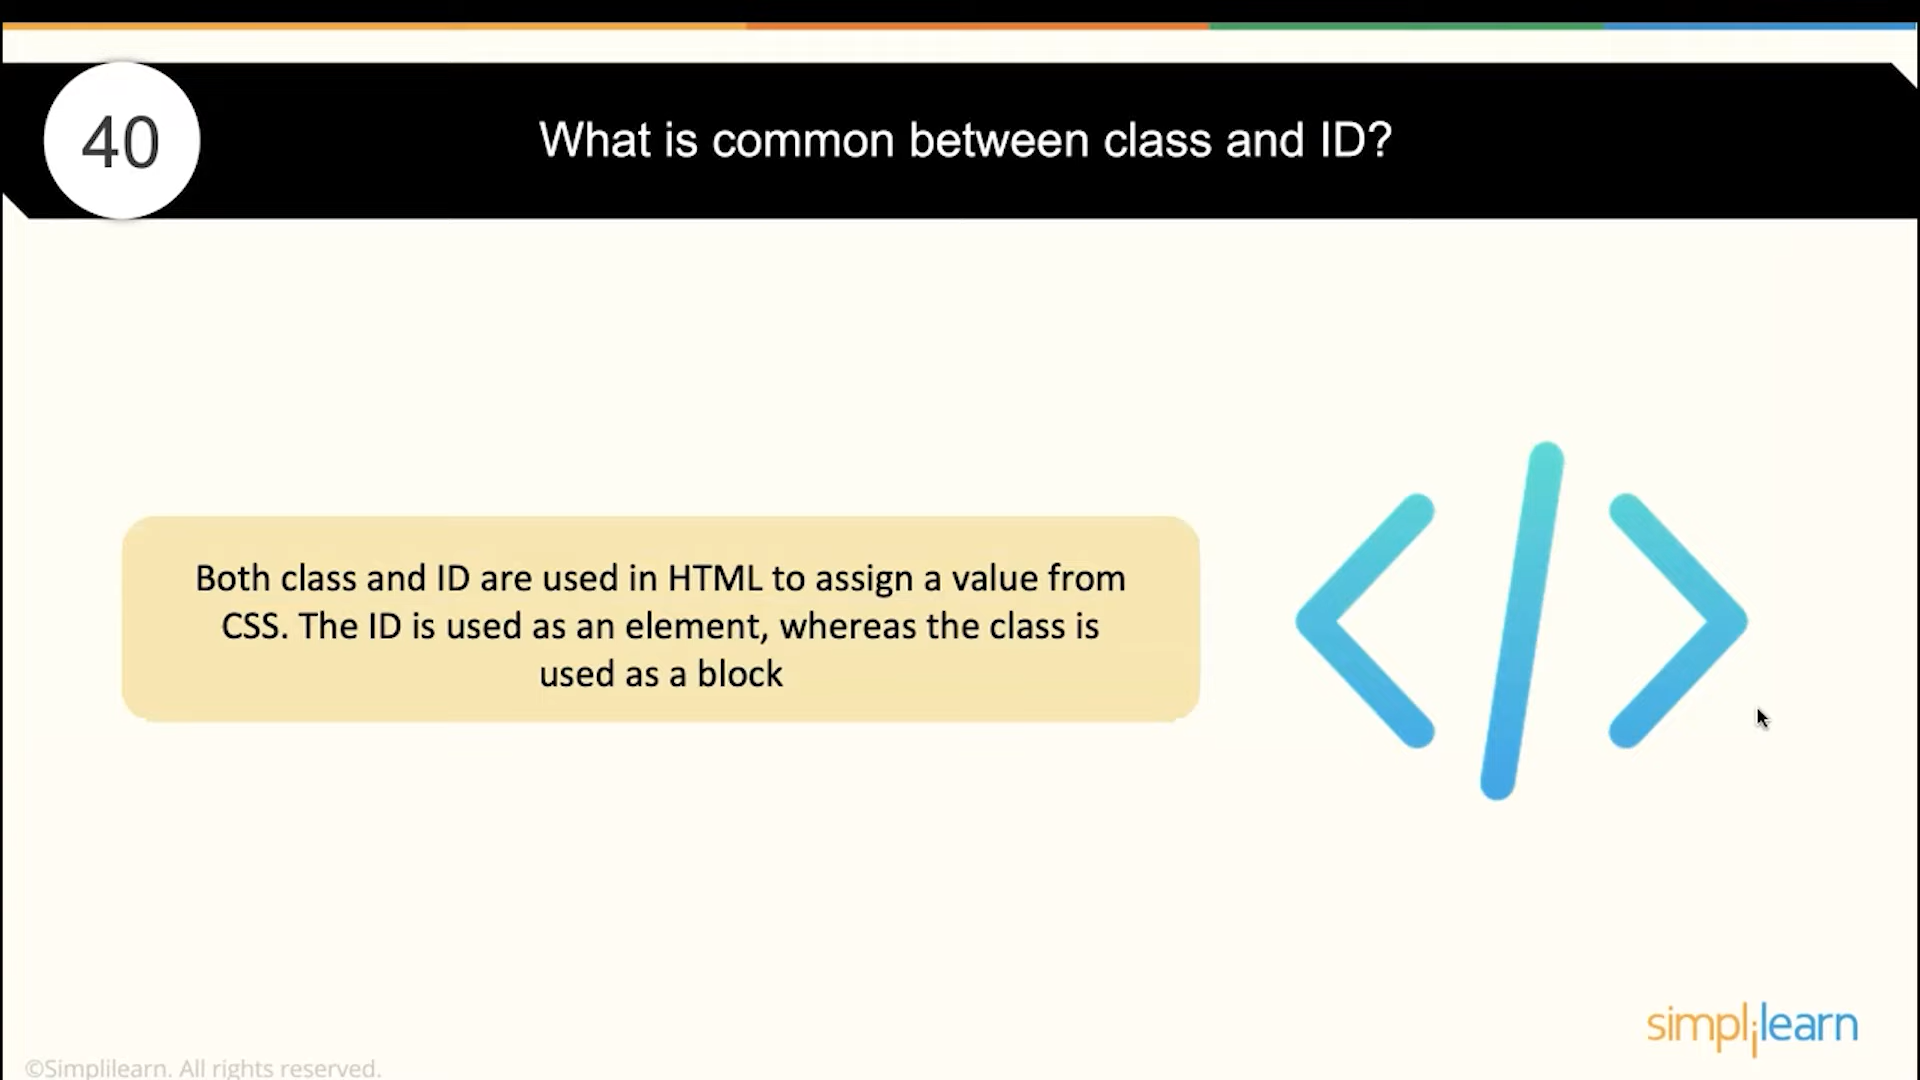 40
What is common between class and ID?
Both class and ID are used in HTML to assign a value from
CSS. The ID is used as an element, whereas the class is
used as a block
simplilearn
©Simplilearn. All rights reserved.